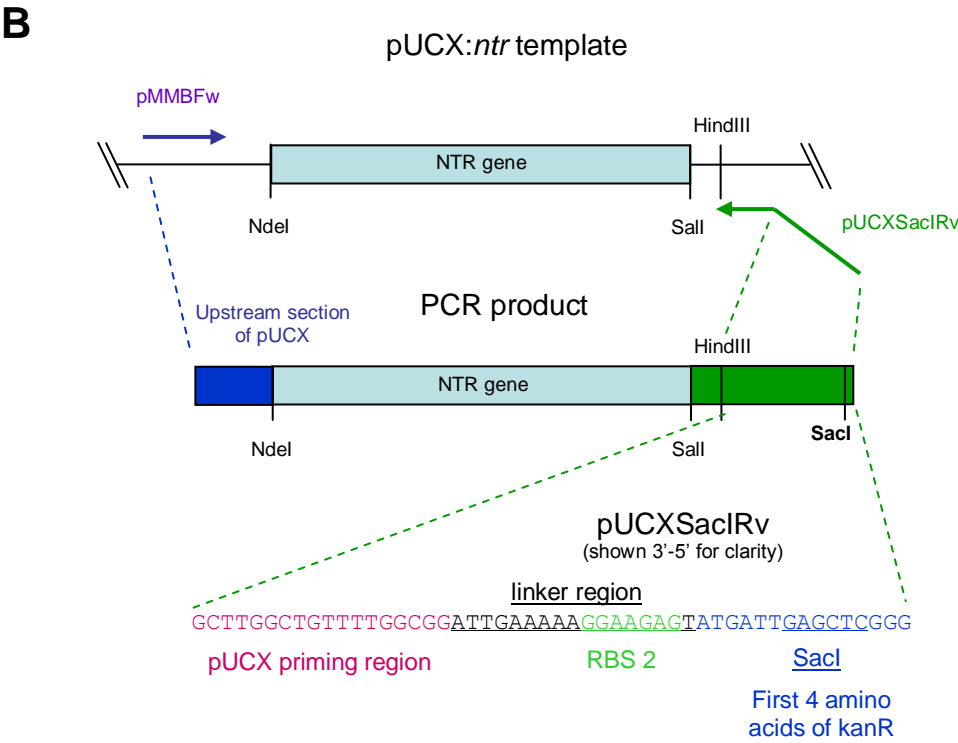 B
pUCX:ntr template
pMMBFw
HindIII
NTR gene
NdeI
SalI
pUCXSacIRv
Upstream section
of pUCX
PCR product
HindIII
NTR gene
NdeI
SalI
SacI
pUCXSacIRv
(shown 3’-5’ for clarity)
linker region
GCTTGGCTGTTTTGGCGGATTGAAAAAGGAAGAGTATGATTGAGCTCGGG
pUCX priming region
RBS 2
SacI
First 4 amino
acids of kanR